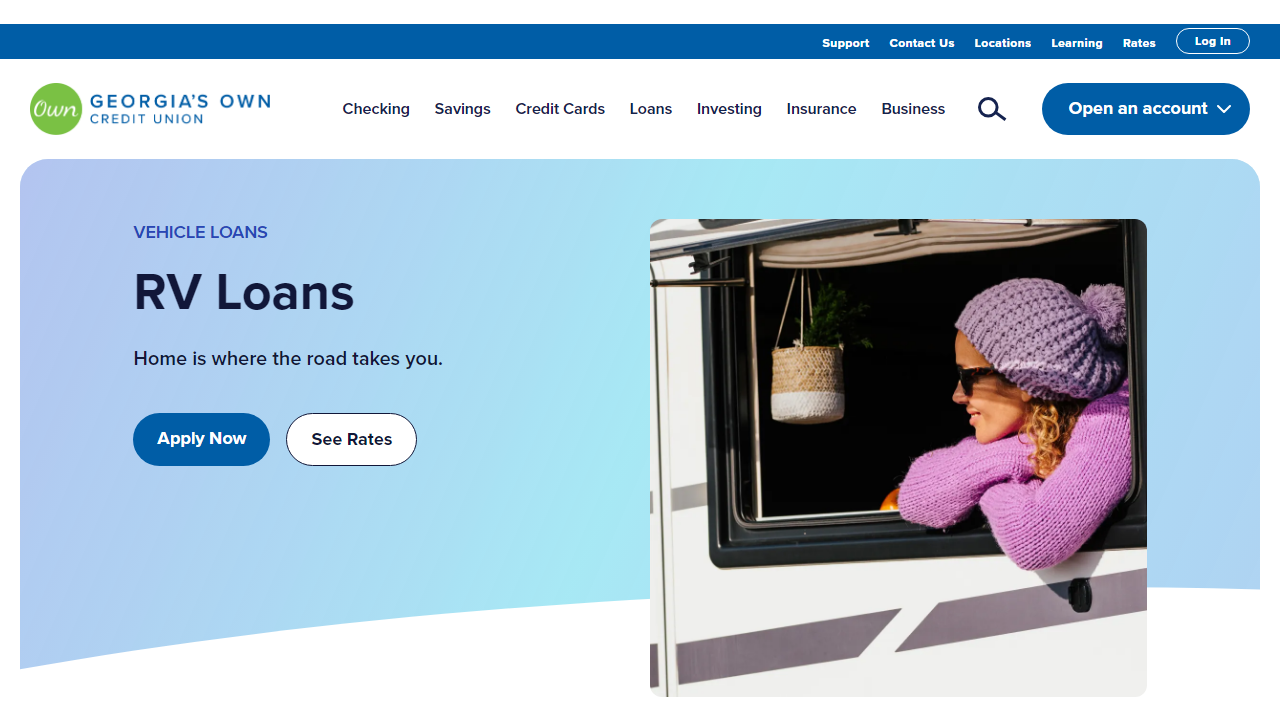 Support Contact Us Locations Learning Rates Log In
Own GEORGIA'S OWN
CREDIT UNION
Checking Savings Credit Cards Loans Investing Insurance Business Open an account
VEHICLE LOANS
RV Loans
Home is where the road takes you.
Apply Now See Rates